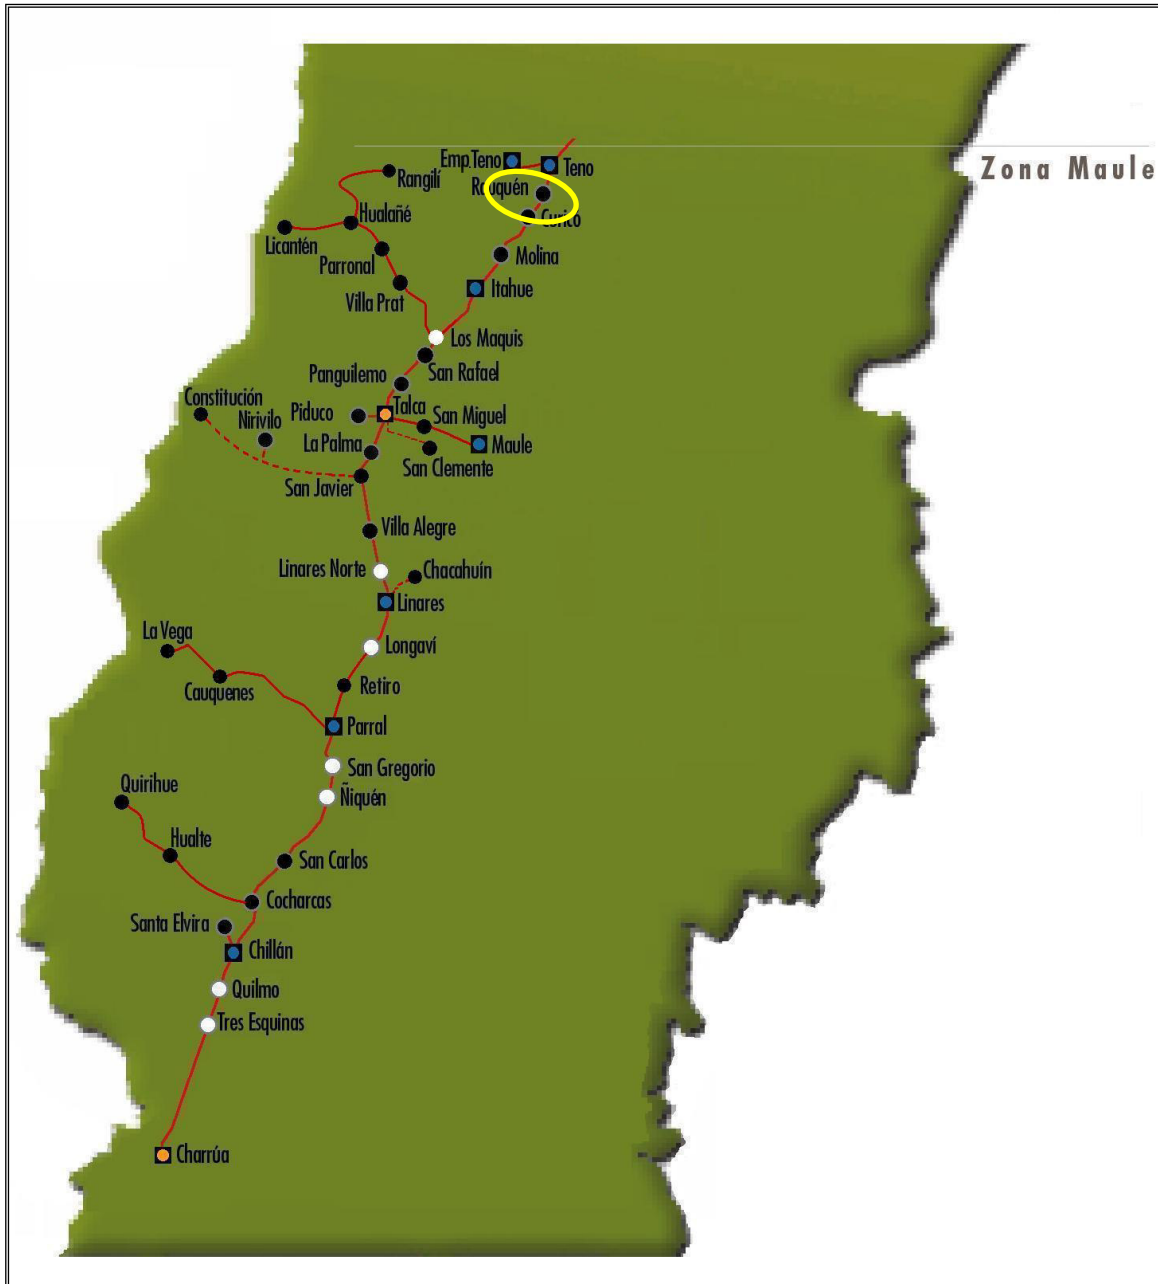 Zona Maule
Emp.Teno
Teno
Rauquén
Curicó
Rangilí
Hualañé
Licantén
Parronal
Villa Prat
Molina
Itahue
Los Maquis
San Rafael
Panguilemo
Constitución
Nirivilo
Piduco
Talca
San Miguel
La Palma
Maule
San Clemente
San Javier
Villa Alegre
Linares Norte
Chacahuín
Linares
La Vega
Longaví
Cauquenes
Retiro
Parral
San Gregorio
Quirihue
Ñiquén
Hualte
San Carlos
Cocharcas
Santa Elvira
Chillán
Quilmo
Tres Esquinas
Charrúa